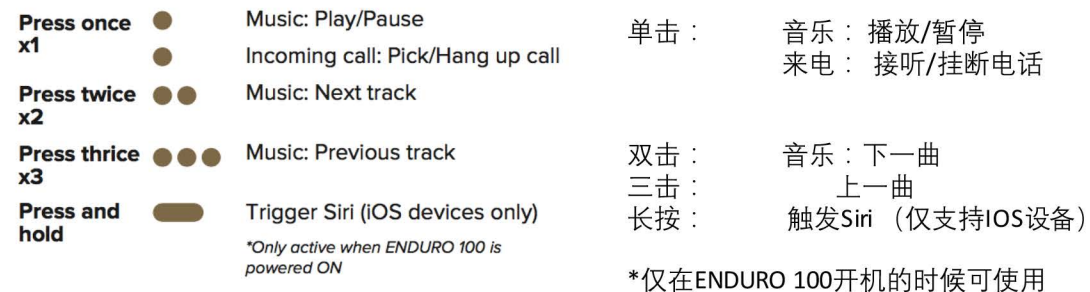 Press once
x1
Music: Play/Pause
Incoming call: Pick/Hang up call
Press twice
x2
Music: Next track
Press thrice
x3
Music: Previous track
Press and
hold
Trigger Siri (iOS devices only)
*Only active when ENDURO 100 is
powered ON
单击： 音乐：播放/暂停
来电： 接听/挂断电话
双击： 音乐：下一曲
三击： 上一曲
长按： 触发Siri （仅支持IOS设备）
*仅在ENDURO 100开机的时候可使用